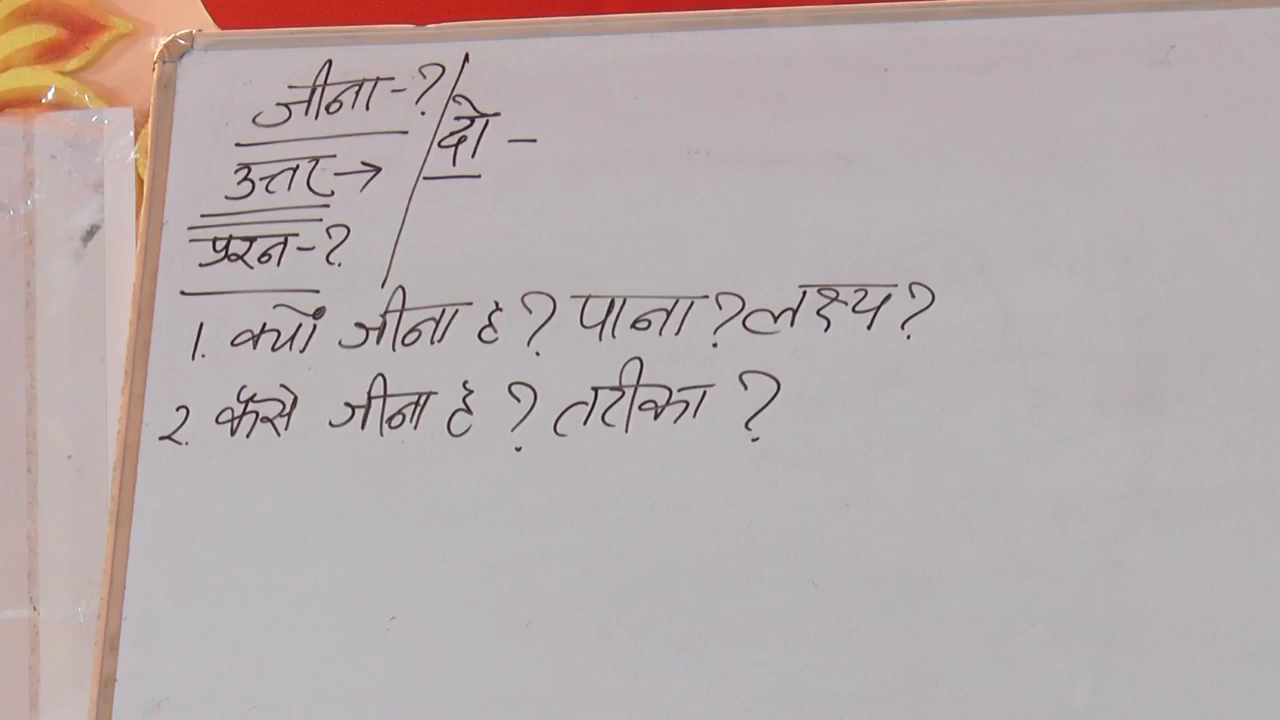 जीना-?
दो -
उत्तर→
प्रश्न-?
1. क्यों जीना है? पाना? लक्ष्य?
2. कैसे जीना है? तरीका?